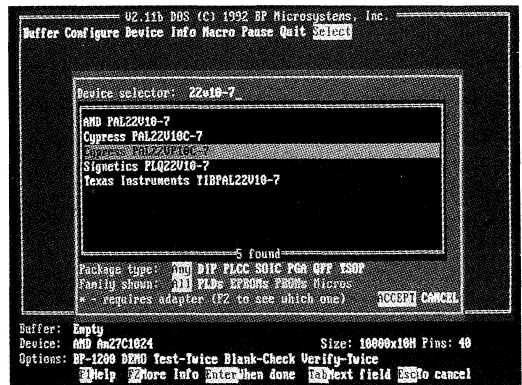 V2.11b DOS (C) 1992 BP Microsystems, Inc.
Buffer Configure Device Info Macro Pause Quit Select
Device selector: 22v10-7_
AMD PAL22V10-7
Cypress PAL22V10C-7
Cypress PAL22VP10C-7
Signetics PLQ22V10-7
Texas Instruments TIBPAL22V10-7
5 found
Package type: Any DIP PLCC SOIC PGA QFP TSOP
Family shown: All PLDs EPROMs PROMs Micros
* - requires adapter (F2 to see which one) ACCEPT CANCEL
Buffer: Empty
Device: AMD Am27C1024 Size: 10000x10H Pins: 40
Options: BP-1200 DEMO Test-Twice Blank-Check Verify-Twice
F1Help F2More Info EnterWhen done TabNext field EscTo cancel